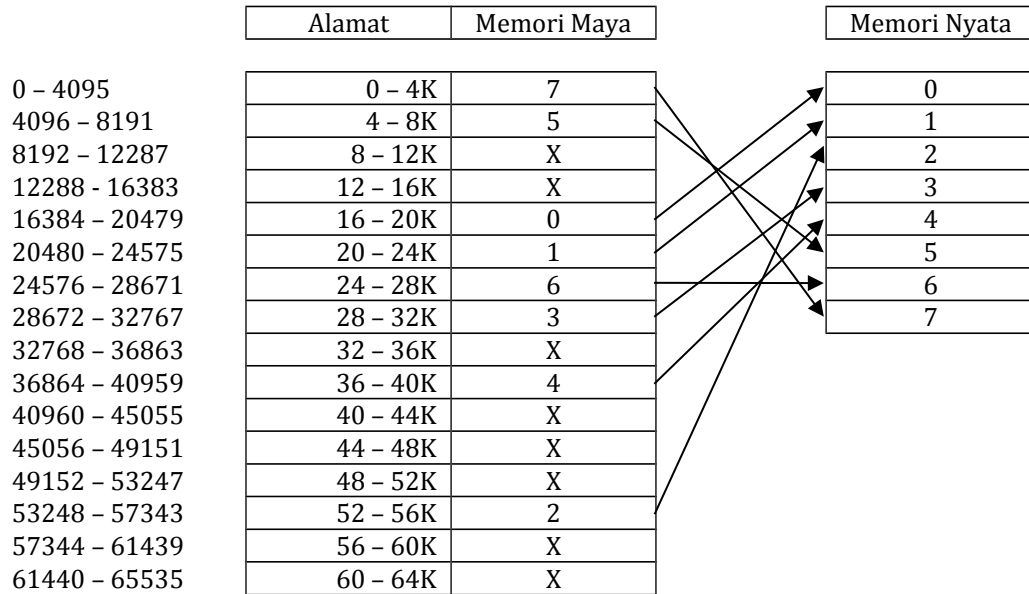 Alamat Memori Maya Memori Nyata
0 – 4095 0 – 4K 7 0
4096 – 8191 4 – 8K 5 1
8192 – 12287 8 – 12K X 2
12288 - 16383 12 – 16K X 3
16384 – 20479 16 – 20K 0 4
20480 – 24575 20 – 24K 1 5
24576 – 28671 24 – 28K 6 6
28672 – 32767 28 – 32K 3 7
32768 – 36863 32 – 36K X
36864 – 40959 36 – 40K 4
40960 – 45055 40 – 44K X
45056 – 49151 44 – 48K X
49152 – 53247 48 – 52K X
53248 – 57343 52 – 56K 2
57344 – 61439 56 – 60K X
61440 – 65535 60 – 64K X